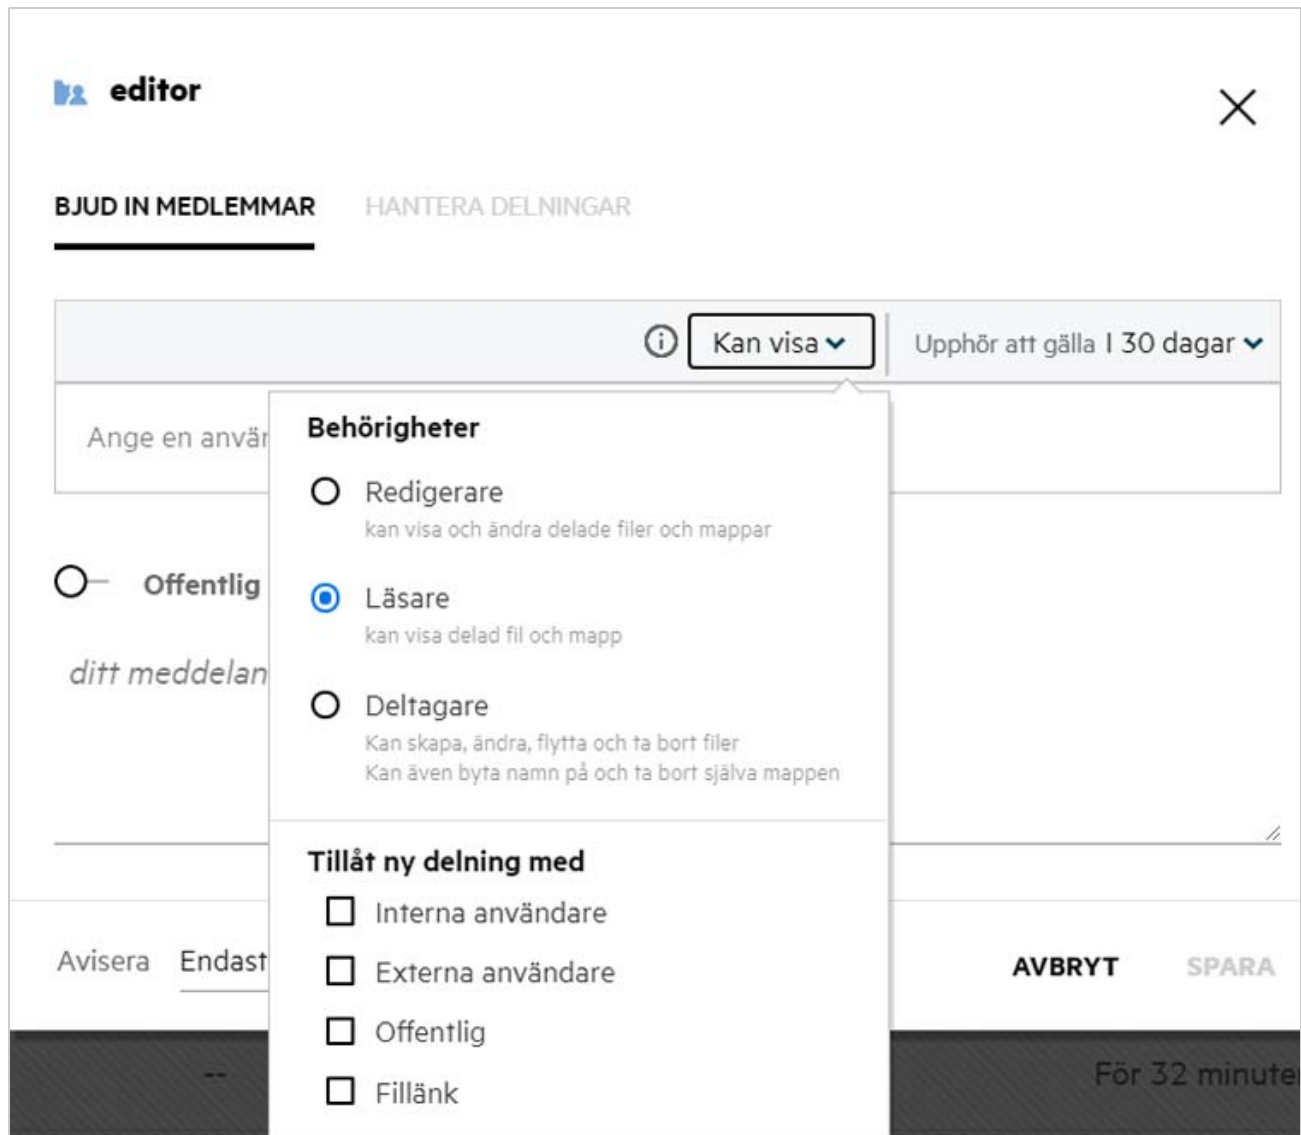 editor
BJUD IN MEDLEMMAR HANTERA DELNINGAR
Kan visa Upphör att gälla I 30 dagar
Ange en
Behörigheter
Redigerare
kan visa och ändra delade filer och mappar
Offentlig
Läsare
kan visa delad fil och mapp
ditt
Deltagare
Kan skapa, ändra, flytta och ta bort filer
Kan även byta namn på och ta bort själva mappen
Tillåt ny delning med
Interna användare
Avisera Endast
Externa användare
AVBRYT SPARA
Offentlig
--
För 32
Fillänk